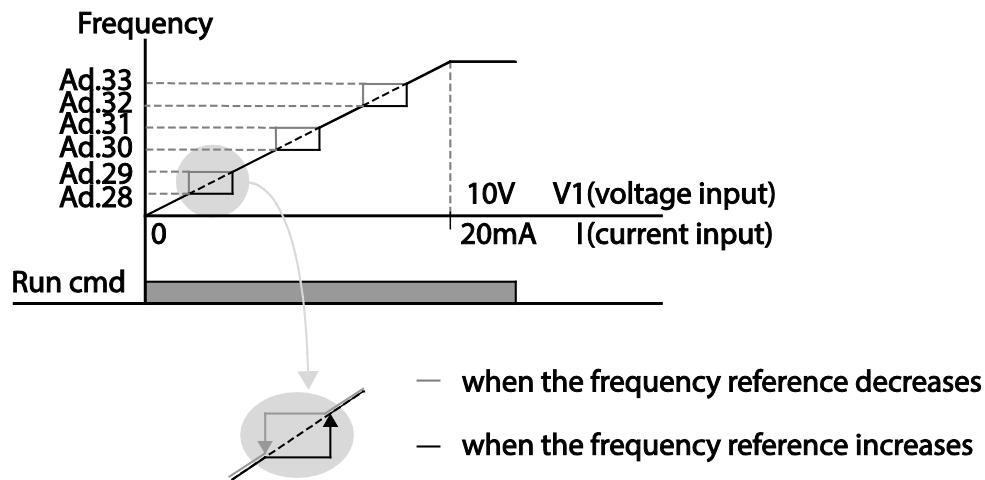 Frequency
Ad.33
Ad.32
Ad.31
Ad.30
Ad.29
Ad.28
10V V1(voltage input)
0
20mA I(current input)
Run cmd
when the frequency reference decreases
when the frequency reference increases